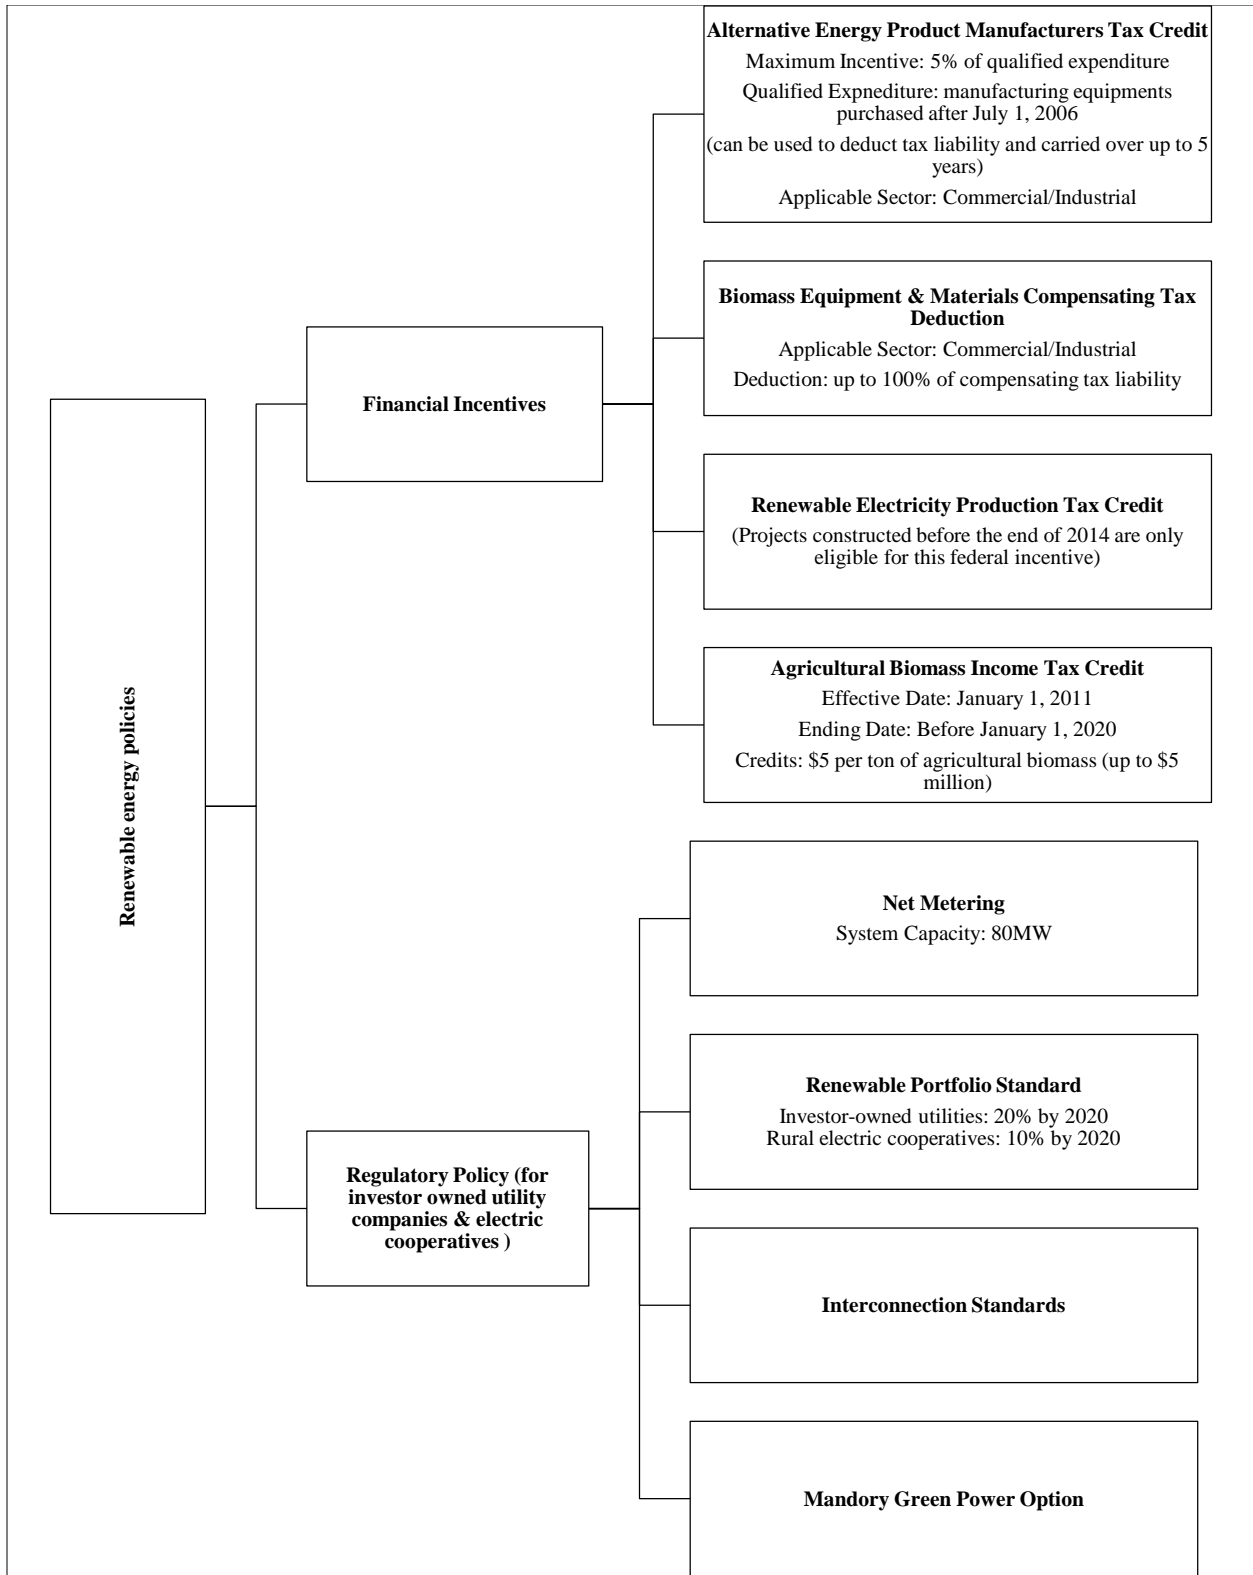 Alternative Energy Product Manufacturers Tax Credit
Maximum Incentive: 5% of qualified expenditure
Qualified Expnediture: manufacturing equipments
purchased after July 1, 2006
(can be used to deduct tax liability and carried over up to 5
years)
Applicable Sector: Commercial/Industrial
Biomass Equipment & Materials Compensating Tax
Deduction
Applicable Sector: Commercial/Industrial
Deduction: up to 100% of compensating tax liability
Financial Incentives
Renewable Electricity Production Tax Credit
(Projects constructed before the end of 2014 are only
eligible for this federal incentive)
Agricultural Biomass Income Tax Credit
Effective Date: January 1, 2011
Ending Date: Before January 1, 2020
Credits: $5 per ton of agricultural biomass (up to $5
million)
Renewable energy policies
Net Metering
System Capacity: 80MW
Renewable Portfolio Standard
Investor-owned utilities: 20% by 2020
Rural electric cooperatives: 10% by 2020
Regulatory Policy (for
investor owned utility
companies & electric
cooperatives )
Interconnection Standards
Mandory Green Power Option